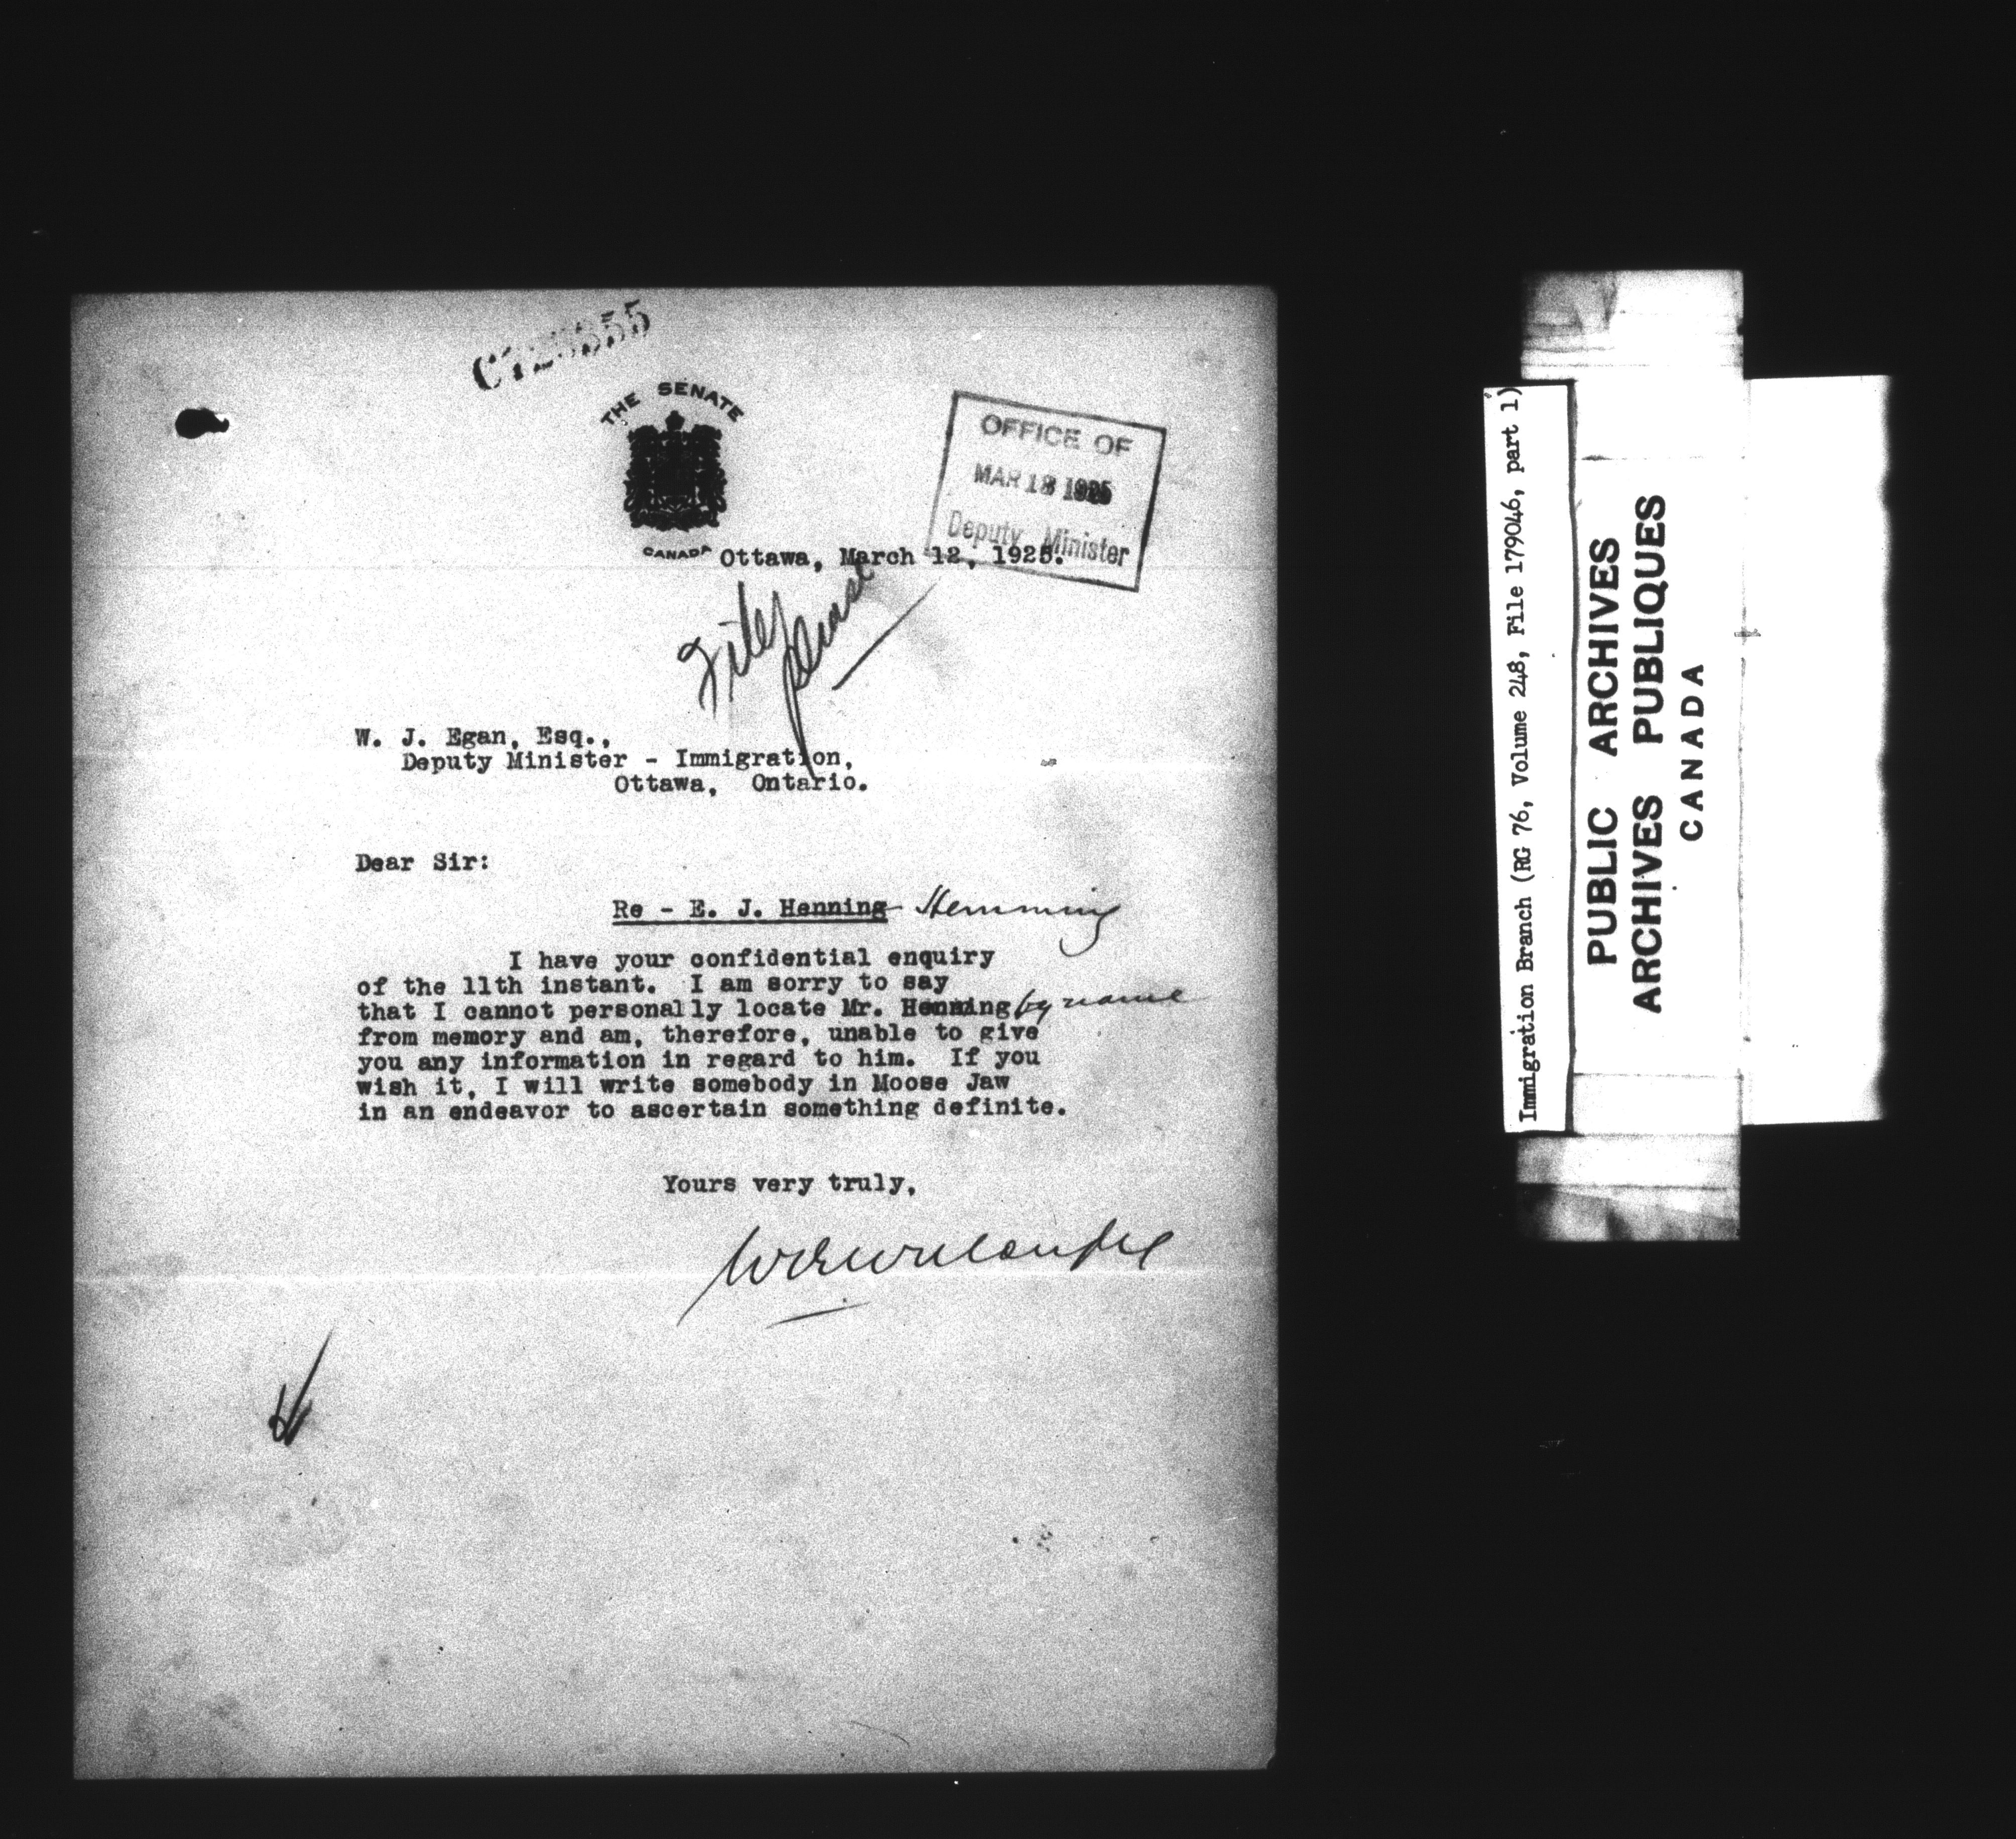 THE SENATE
CANADA
OFFICE OF
MAR 13 1925
Deputy Minister
Ottawa, March 12, 1925.
File please
W. J. Egan, Esq.,
Deputy Minister - Immigration,
Ottawa, Ontario.
Dear Sir:
Re - E. J. Henning Hemming
I have your confidential enquiry
of the 11th instant. I am sorry to say
that I cannot personally locate Mr. Henning by name
from memory and am, therefore, unable to give
you any information in regard to him. If you
wish it, I will write somebody in Moose Jaw
in an endeavor to ascertain something definite.
Yours very truly,
Immigration Branch (RG 76, Volume 248, File 179046, part 1)
PUBLIC ARCHIVES
ARCHIVES PUBLIQUES
CANADA